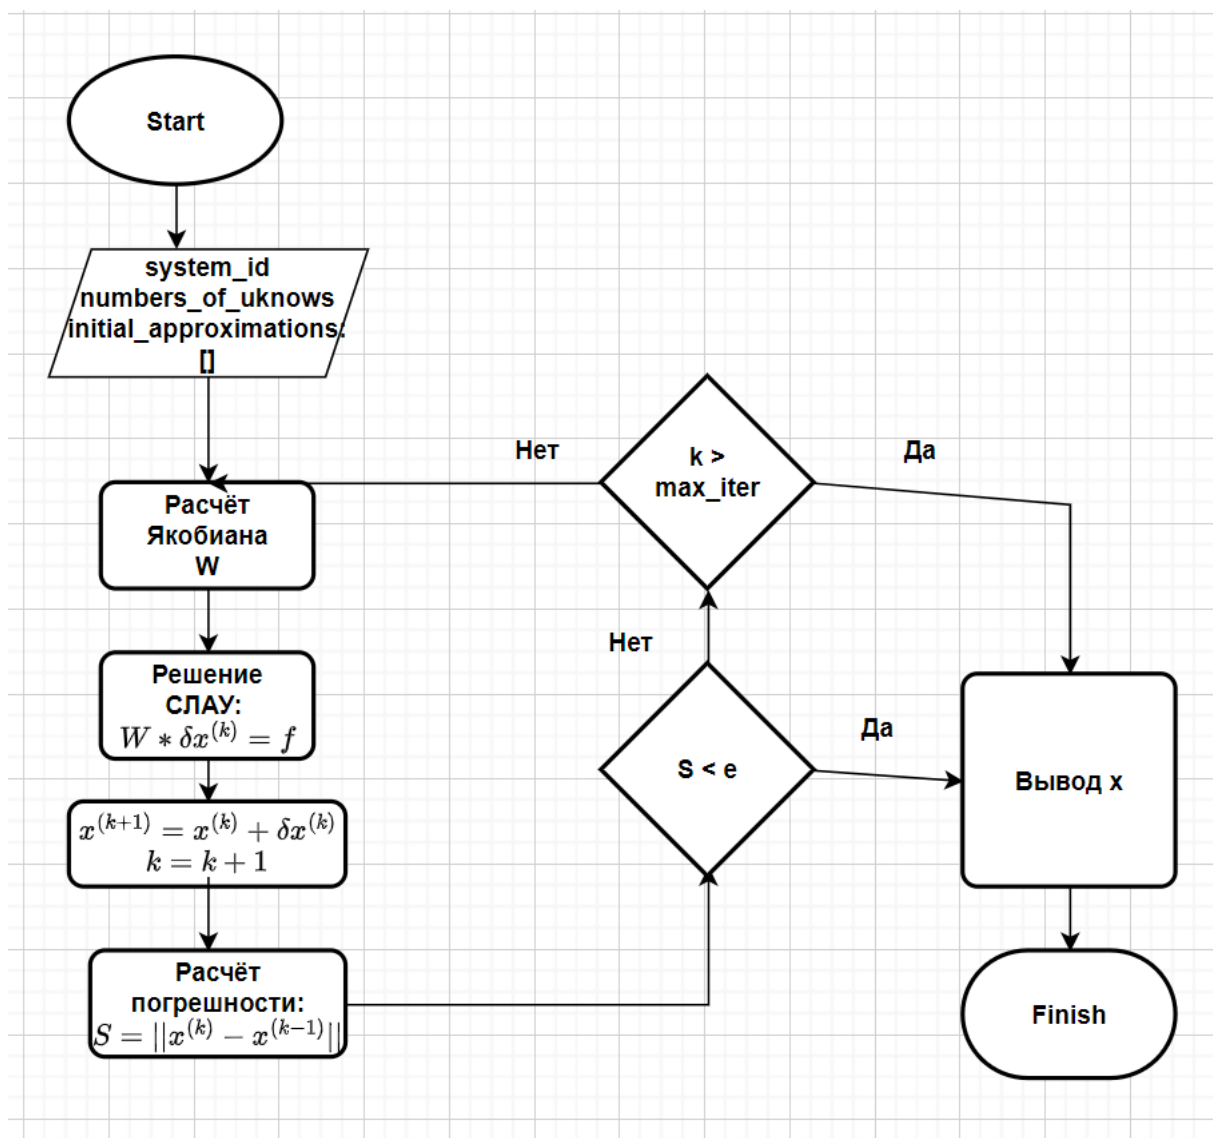 Start
system_id
numbers_of_uknows
initial_approximations:
[]
Расчёт
Якобиана
W
Решение
СЛАУ:
W ∗ δx^{(k)} = f
x^{(k+1)} = x^{(k)} + δx^{(k)}
k = k + 1
Расчёт
погрешности:
S = ||x^{(k)} − x^{(k−1)}||
S < e
Нет
Да
k >
max_iter
Нет
Да
Вывод x
Finish